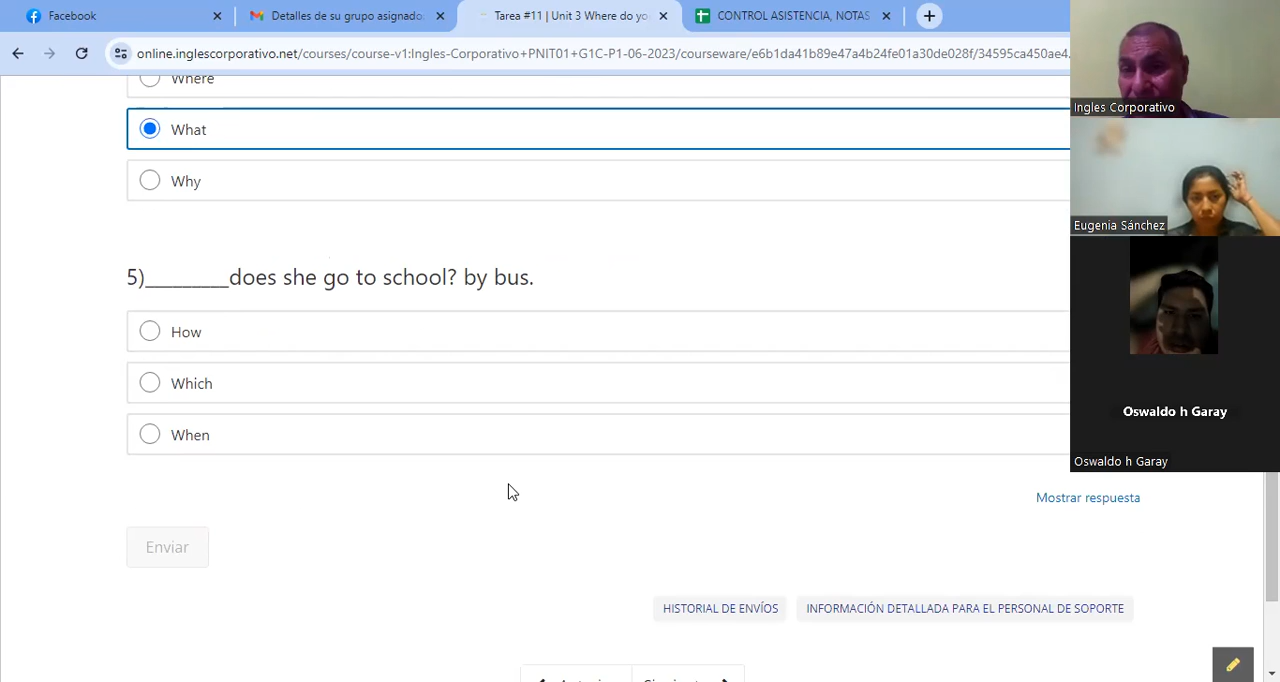 Facebook
Detalles de su grupo asignado
Tarea #11 | Unit 3 Where do yo
CONTROL ASISTENCIA, NOTAS
online.inglescorporativo.net/courses/course-v1:Ingles-Corporativo+PNIT01+G1C-P1-06-2023/courseware/e6b1da41b89e47a4b24fe01a30de028f/34595ca450ae4.
Where
What
Why
5)_________does she go to school? by bus.
How
Which
When
Mostrar respuesta
Enviar
HISTORIAL DE ENVÍOS
INFORMACIÓN DETALLADA PARA EL PERSONAL DE SOPORTE
Ingles Corporativo
Eugenia Sánchez
Oswaldo h Garay
Oswaldo h Garay